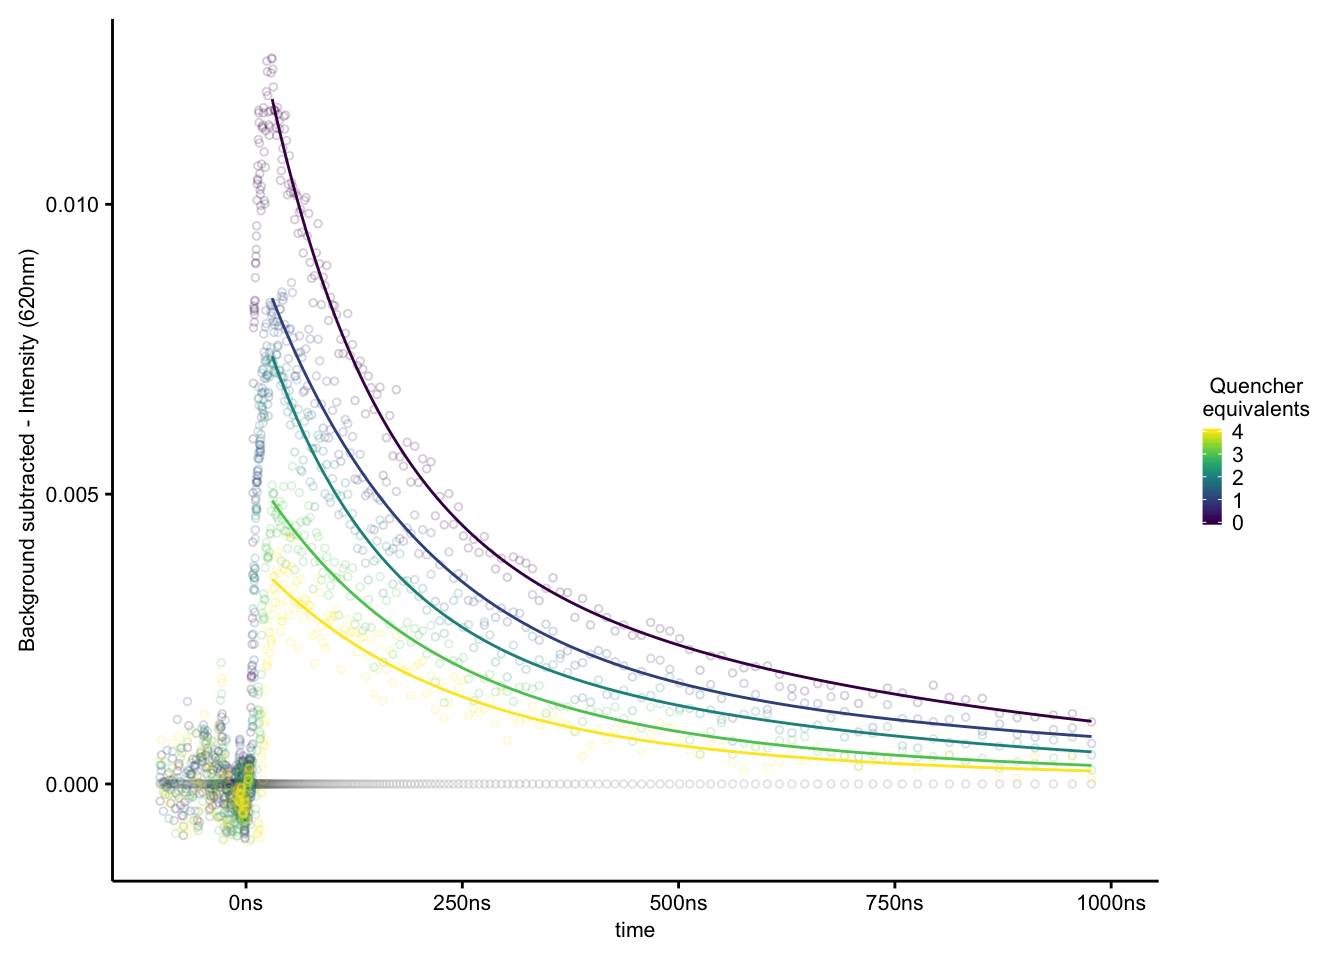 Background subtracted - Intensity (620nm)
0.010
0.005
0.000
0ns
250ns
500ns
750ns
1000ns
time
Quencher
equivalents
4
3
2
1
0